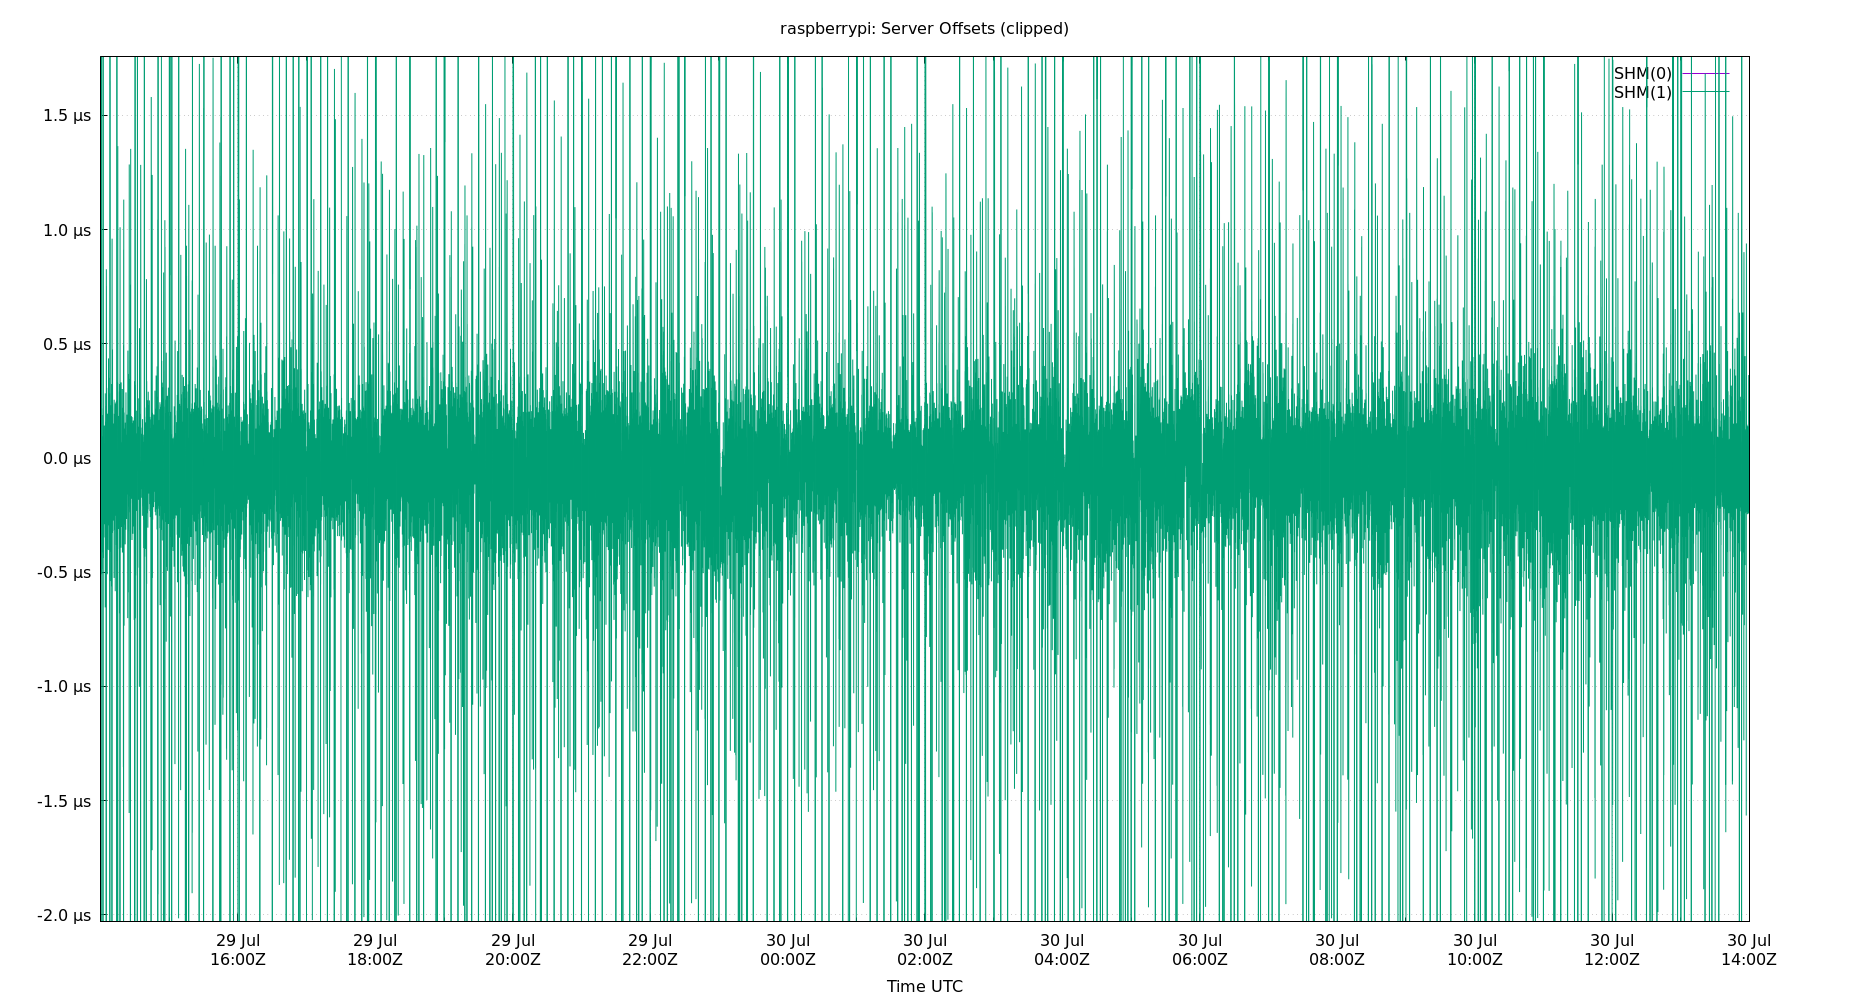 raspberrypi: Server Offsets (clipped)
SHM(0)
SHM(1)
1.5 µs
1.0 µs
0.5 µs
0.0 µs
-0.5 µs
-1.0 µs
-1.5 µs
-2.0 µs
29 Jul 29 Jul 29 Jul 29 Jul 30 Jul 30 Jul 30 Jul 30 Jul 30 Jul 30 Jul 30 Jul 30 Jul
16:00Z 18:00Z 20:00Z 22:00Z 00:00Z 02:00Z 04:00Z 06:00Z 08:00Z 10:00Z 12:00Z 14:00Z
Time UTC